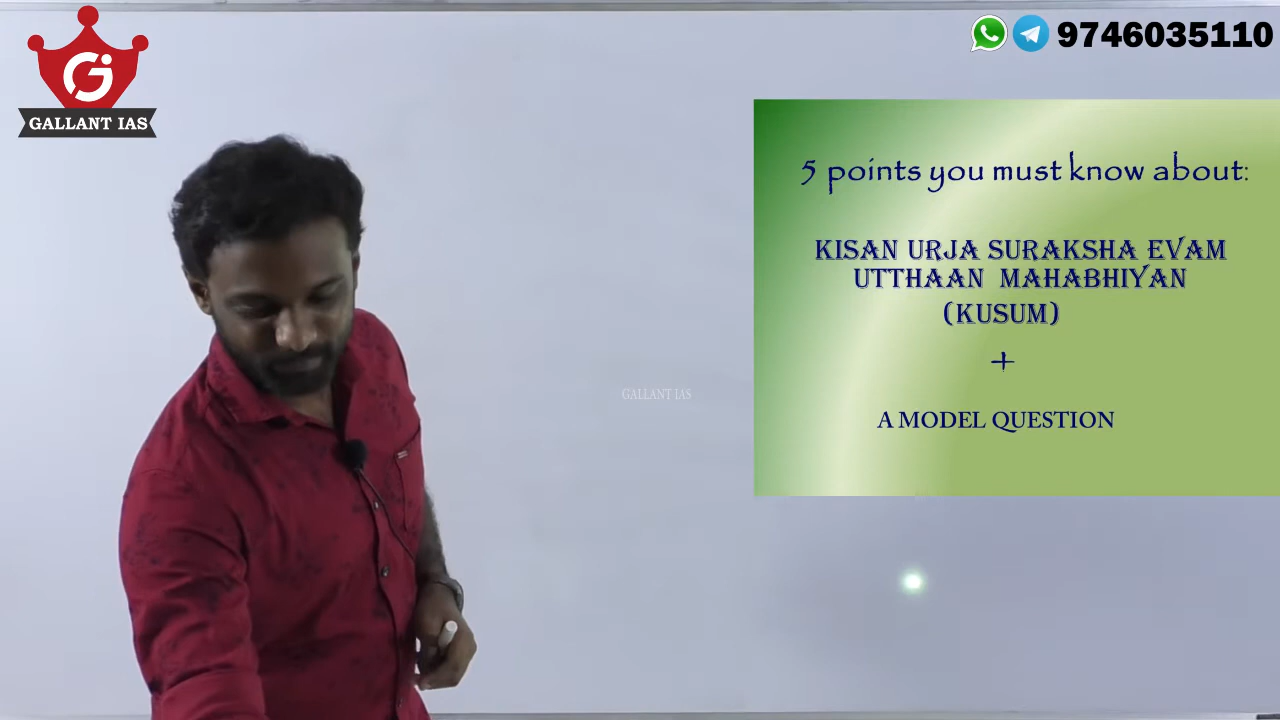 GALLANT IAS
9746035110
5 points you must know about:
KISAN URJA SURAKSHA EVAM
UTTHAAN MAHABHIYAN
(KUSUM)
+
A MODEL QUESTION
GALLANT IAS